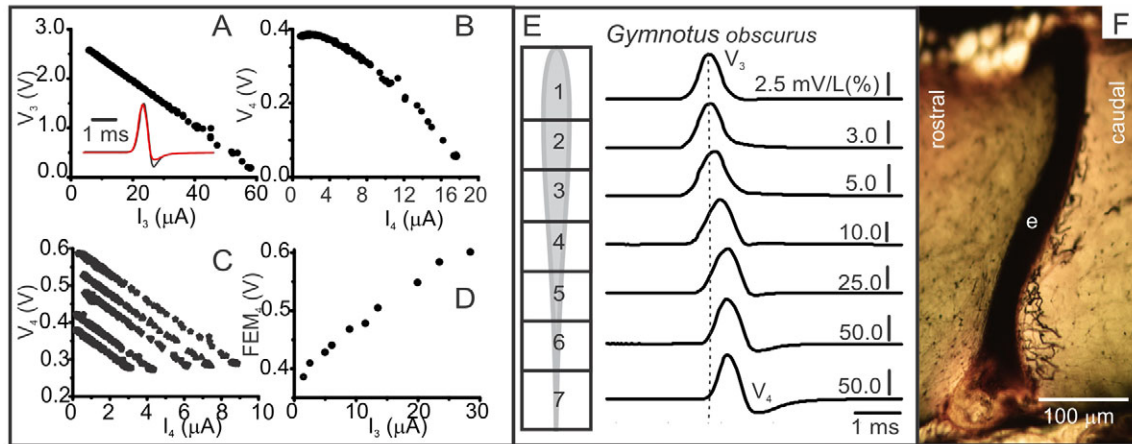 A
3.0
2.0
1.0
0.0
V₃ (V)
1 ms
0 20 40 60
I₃ (µA)
B
0.4
0.2
0.0
V₄ (V)
0 4 8 12 16 20
I₄ (µA)
C
0.6
0.5
0.4
0.3
0.2
V₄ (V)
0 2 4 6 8 10
I₄ (µA)
D
0.6
0.5
0.4
FEM₄ (V)
0 10 20 30
I₃ (µA)
E
Gymnotus obscurus
1
2
3
4
5
6
7
V₃
2.5 mV/L(%)
3.0
5.0
10.0
25.0
50.0
50.0
V₄
1 ms
F
rostral
caudal
e
100 µm